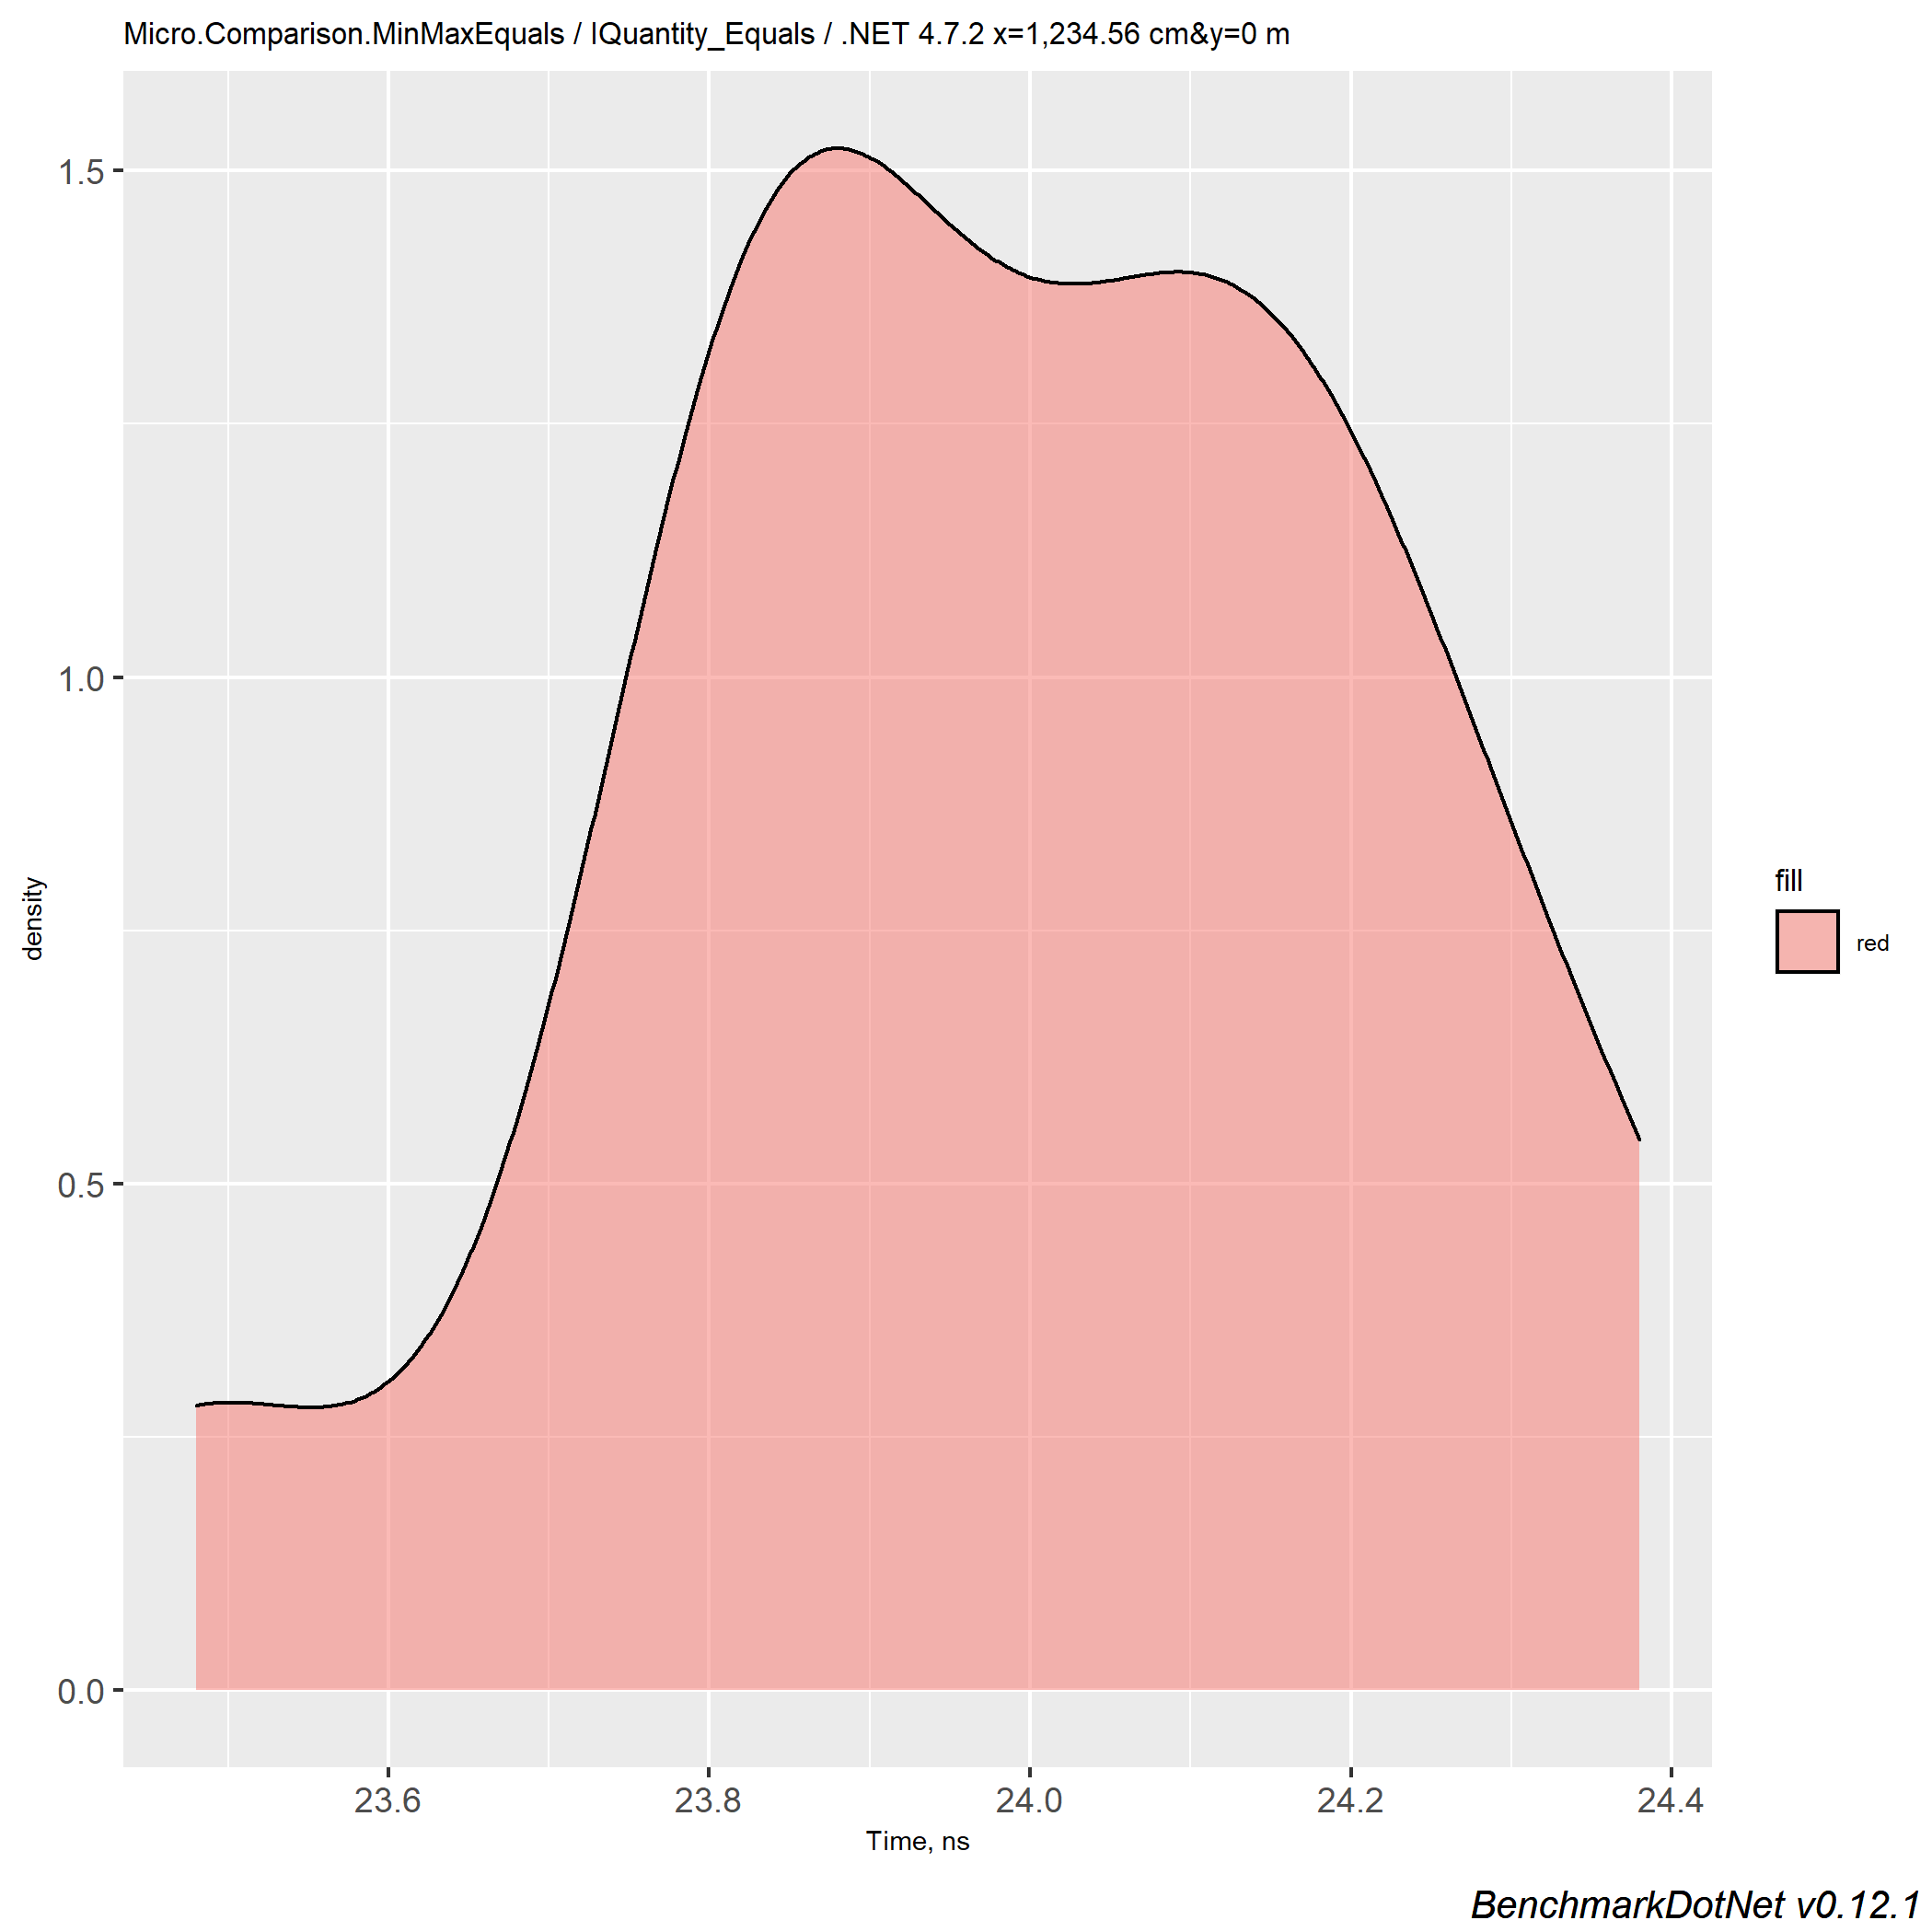 Micro.Comparison.MinMaxEquals / IQuantity_Equals / .NET 4.7.2 x=1,234.56 cm&y=0 m
1.5
1.0
0.5
0.0
density
23.6
23.8
24.0
24.2
24.4
Time, ns
fill
red
BenchmarkDotNet v0.12.1